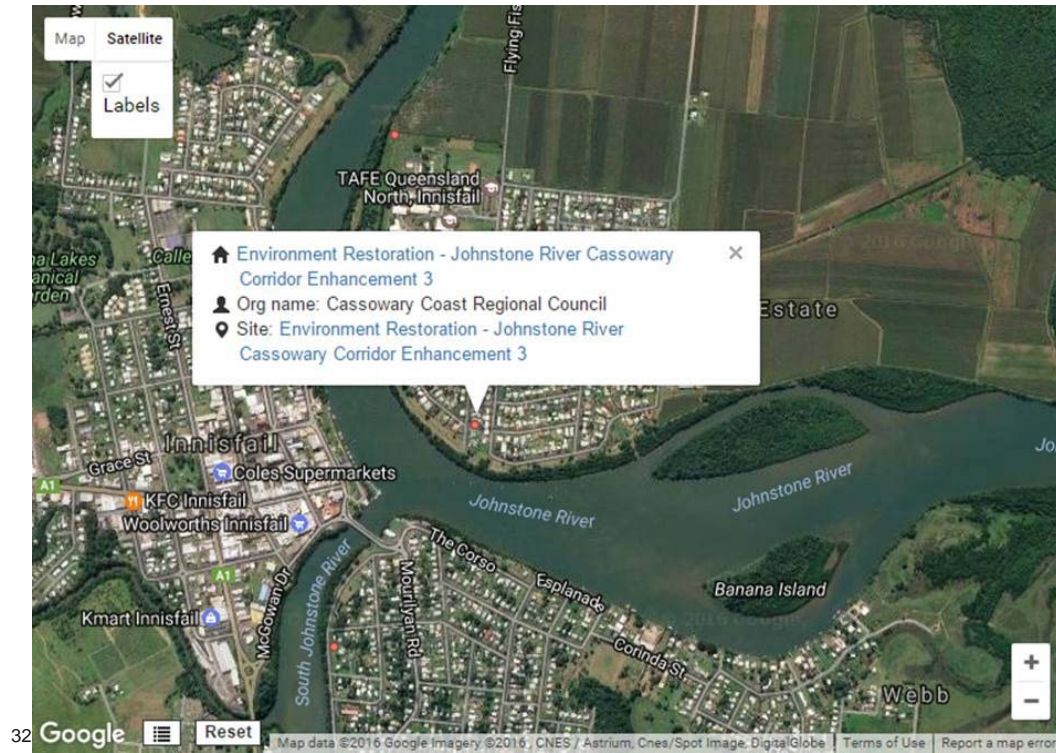 Map Satellite
Labels
Flying Fis
TAFE Queensland
North, Innisfail
na Lakes
anical
rden
Calle
Ernest St
Environment Restoration - Johnstone River Cassowary
Corridor Enhancement 3
Org name: Cassowary Coast Regional Council
Site: Environment Restoration - Johnstone River
Cassowary Corridor Enhancement 3
×
Estate
Innisfail
Grace St
Coles Supermarkets
A1
KFC Innisfail
Woolworths Innisfail
Johnstone River
Johnstone River
Jo
A1
McGowan Dr
Kmart Innisfail
South Johnstone River
Mourilyan Rd
The Corso
Esplanade
Corinda St
Banana Island
Webb
+
−
32
Google
Reset
Map data ©2016 Google Imagery ©2016 , CNES / Astrium, Cnes/Spot Image, DigitalGlobe Terms of Use Report a map error